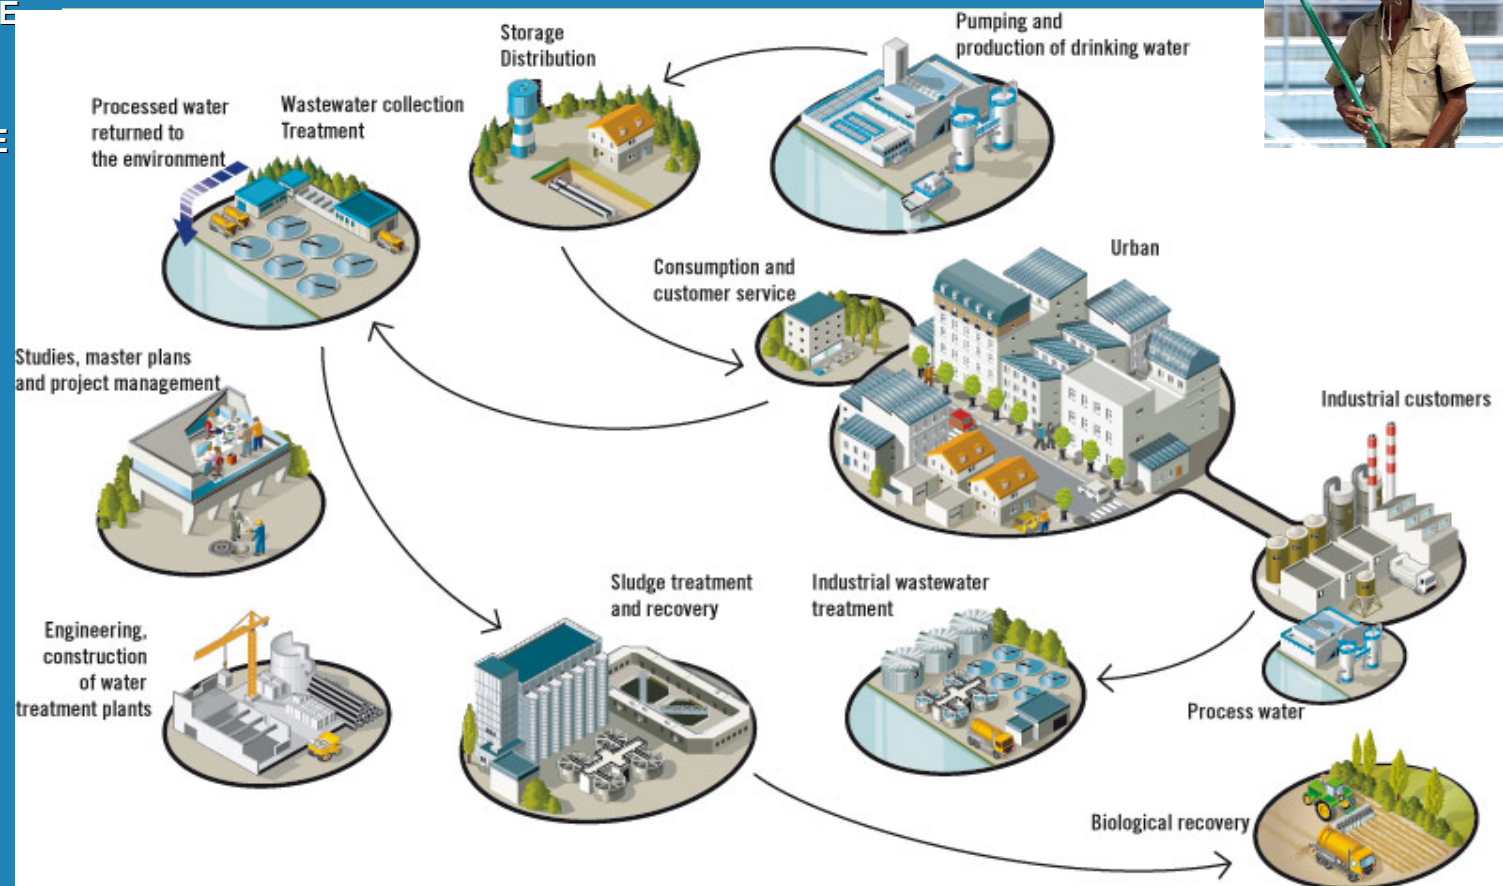 E
E
Pumping and
production of drinking water
Storage
Distribution
Wastewater collection
Treatment
Processed water
returned to
the environment
Urban
Consumption and
customer service
Studies, master plans
and project management
Industrial customers
Sludge treatment
and recovery
Industrial wastewater
treatment
Engineering,
construction
of water
treatment plants
Process water
Biological recovery